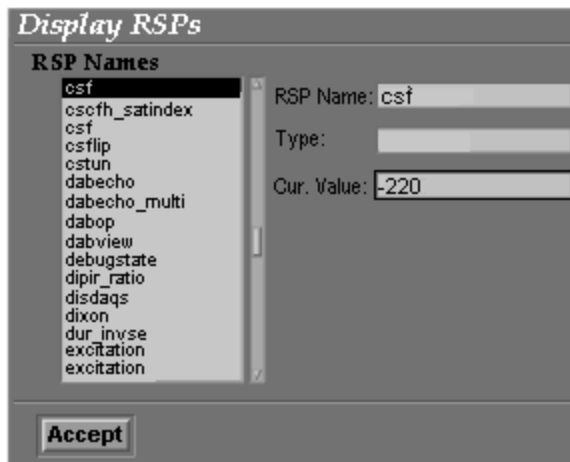 Display RSPs
RSP Names
csf
cscfh_satindex
csf
csflip
cstun
dabecho
dabecho_multi
dabop
dabview
debugstate
dipir_ratio
disdaqs
dixon
dur_invse
excitation
excitation
RSP Name: csf
Type:
Cur. Value: -220
Accept